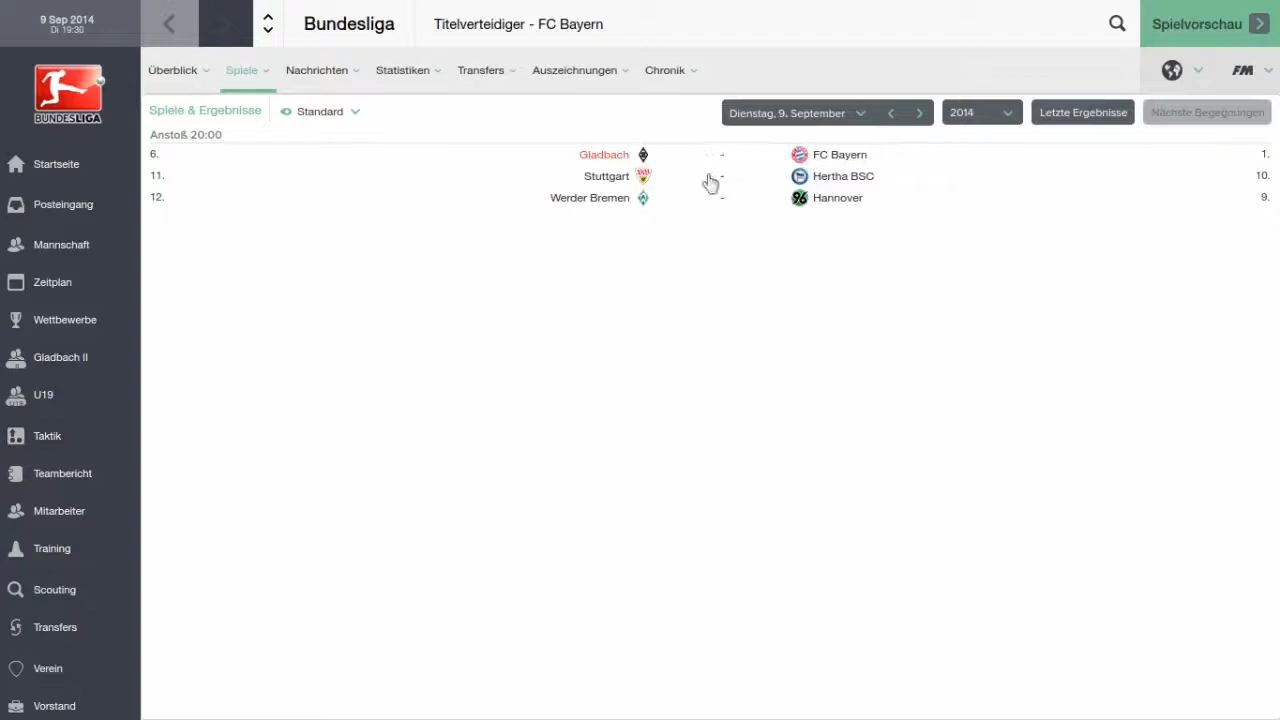 9 Sep 2014
Di 19:30
Bundesliga
Titelverteidiger - FC Bayern
Spielvorschau
BUNDESLIGA
Überblick
Spiele
Nachrichten
Statistiken
Transfers
Auszeichnungen
Chronik
FM
Spiele & Ergebnisse
Standard
Dienstag, 9. September
2014
Letzte Ergebnisse
Nächste Begegnungen
Anstoß 20:00
6. Gladbach - FC Bayern 1.
11. Stuttgart - Hertha BSC 10.
12. Werder Bremen - 96 Hannover 9.
Startseite
Posteingang
Mannschaft
Zeitplan
Wettbewerbe
II Gladbach II
U19 U19
Taktik
Teambericht
Mitarbeiter
Training
Scouting
Transfers
Verein
Vorstand